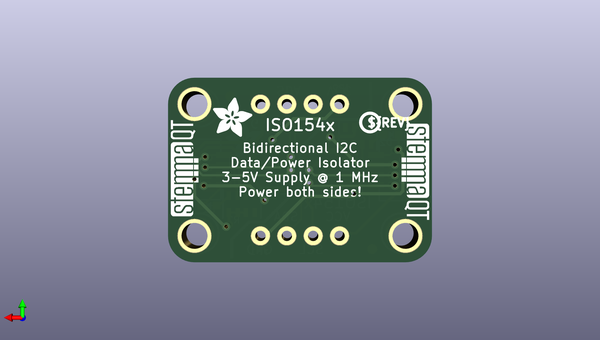 ISO154x
$REV
Bidirectional I2C
Data/Power Isolator
3-5V Supply @ 1 MHz
Power both sides!
stemma QT
stemma QT